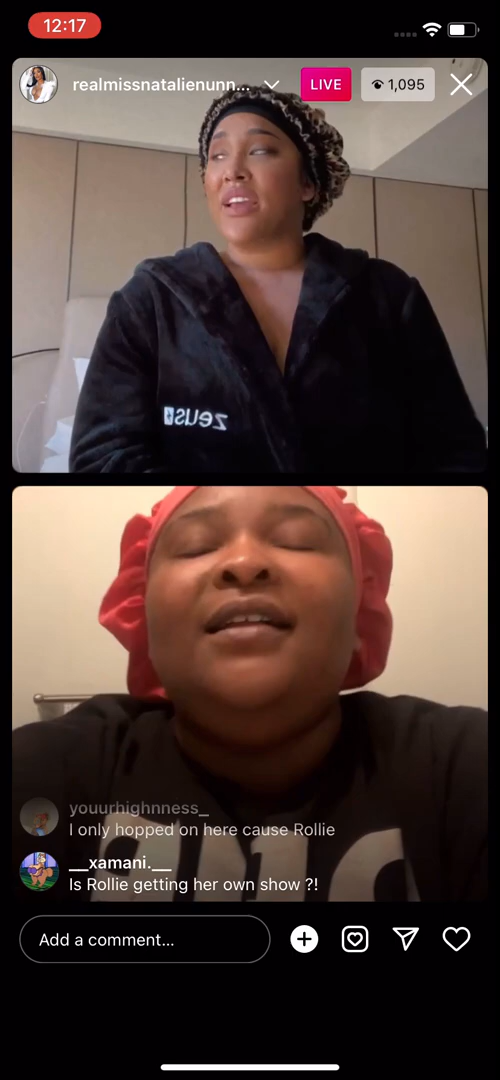 12:17
realmissnatalienunn...
LIVE
1,095
zeus
youurhighnness_
I only hopped on here cause Rollie
__xamani.__
Is Rollie getting her own show ?!
Add a comment...